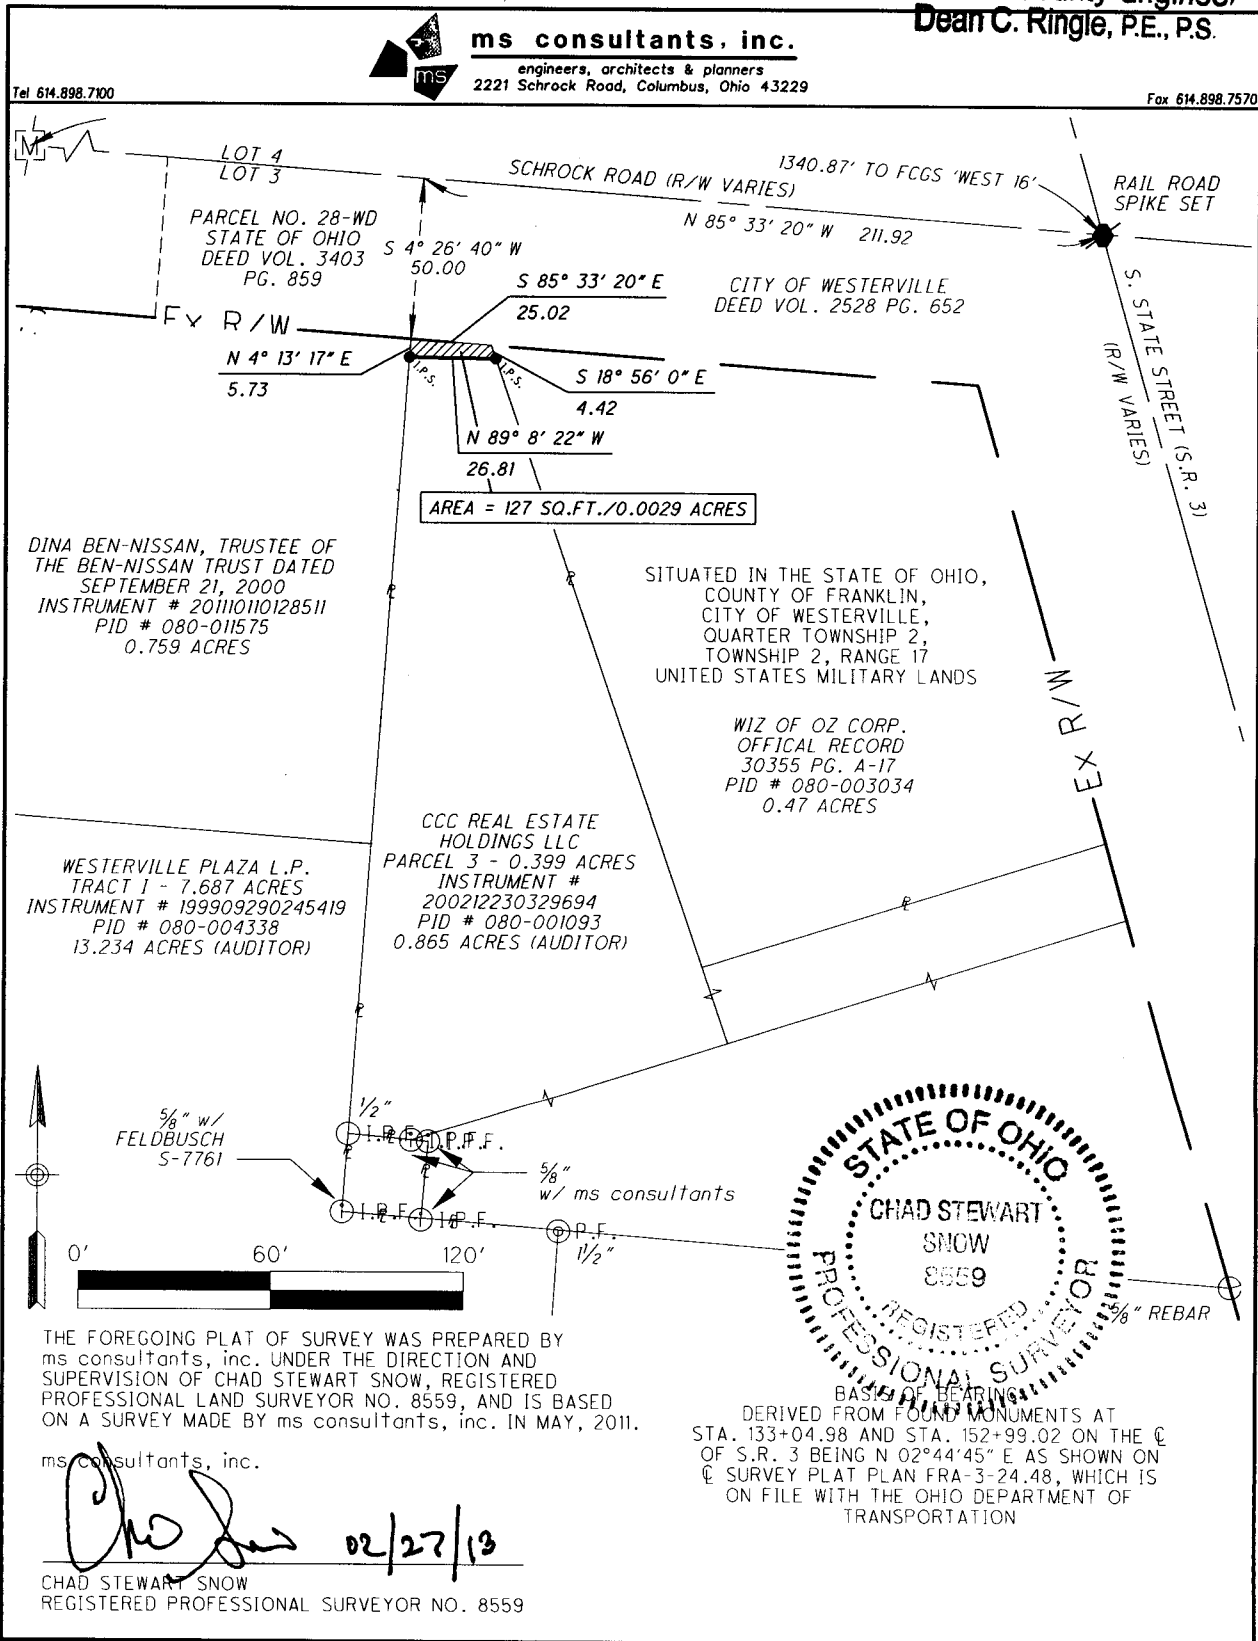 Dean C. Ringle, P.E., P.S.
ms consultants, inc.
engineers, architects & planners
2221 Schrock Road, Columbus, Ohio 43229
ms
Tel 614.898.7100
Fax 614.898.7570
M
LOT 4
LOT 3
SCHROCK ROAD (R/W VARIES)
1340.87' TO FCGS 'WEST 16'
RAIL ROAD
SPIKE SET
N 85° 33' 20" W 211.92
PARCEL NO. 28-WD
STATE OF OHIO
DEED VOL. 3403
PG. 859
S 4° 26' 40" W
50.00
S 85° 33' 20" E
25.02
CITY OF WESTERVILLE
DEED VOL. 2528 PG. 652
S. STATE STREET (S.R. 3)
(R/W VARIES)
Ex R/W
N 4° 13' 17" E
5.73
I.P.S.
I.P.S.
S 18° 56' 0" E
4.42
N 89° 8' 22" W
26.81
AREA = 127 SQ.FT./0.0029 ACRES
DINA BEN-NISSAN, TRUSTEE OF
THE BEN-NISSAN TRUST DATED
SEPTEMBER 21, 2000
INSTRUMENT # 201110110128511
PID # 080-011575
0.759 ACRES
SITUATED IN THE STATE OF OHIO,
COUNTY OF FRANKLIN,
CITY OF WESTERVILLE,
QUARTER TOWNSHIP 2,
TOWNSHIP 2, RANGE 17
UNITED STATES MILITARY LANDS
Ex R/W
WIZ OF OZ CORP.
OFFICAL RECORD
30355 PG. A-17
PID # 080-003034
0.47 ACRES
CCC REAL ESTATE
HOLDINGS LLC
PARCEL 3 - 0.399 ACRES
INSTRUMENT #
200212230329694
PID # 080-001093
0.865 ACRES (AUDITOR)
WESTERVILLE PLAZA L.P.
TRACT I - 7.687 ACRES
INSTRUMENT # 199909290245419
PID # 080-004338
13.234 ACRES (AUDITOR)
1/2"
I.P.F.
I.P.F.
5/8" w/
FELDBUSCH
S-7761
5/8"
w/ ms consultants
I.P.F.
I.P.F.
P.F.
1 1/2"
5/8" REBAR
0' 60' 120'
STATE OF OHIO
CHAD STEWART
SNOW
8559
REGISTERED
PROFESSIONAL SURVEYOR
THE FOREGOING PLAT OF SURVEY WAS PREPARED BY
ms consultants, inc. UNDER THE DIRECTION AND
SUPERVISION OF CHAD STEWART SNOW, REGISTERED
PROFESSIONAL LAND SURVEYOR NO. 8559, AND IS BASED
ON A SURVEY MADE BY ms consultants, inc. IN MAY, 2011.
ms consultants, inc.
02/27/13
CHAD STEWART SNOW
REGISTERED PROFESSIONAL SURVEYOR NO. 8559
BASIS OF BEARING
DERIVED FROM FOUND MONUMENTS AT
STA. 133+04.98 AND STA. 152+99.02 ON THE ℄
OF S.R. 3 BEING N 02°44'45" E AS SHOWN ON
℄ SURVEY PLAT PLAN FRA-3-24.48, WHICH IS
ON FILE WITH THE OHIO DEPARTMENT OF
TRANSPORTATION